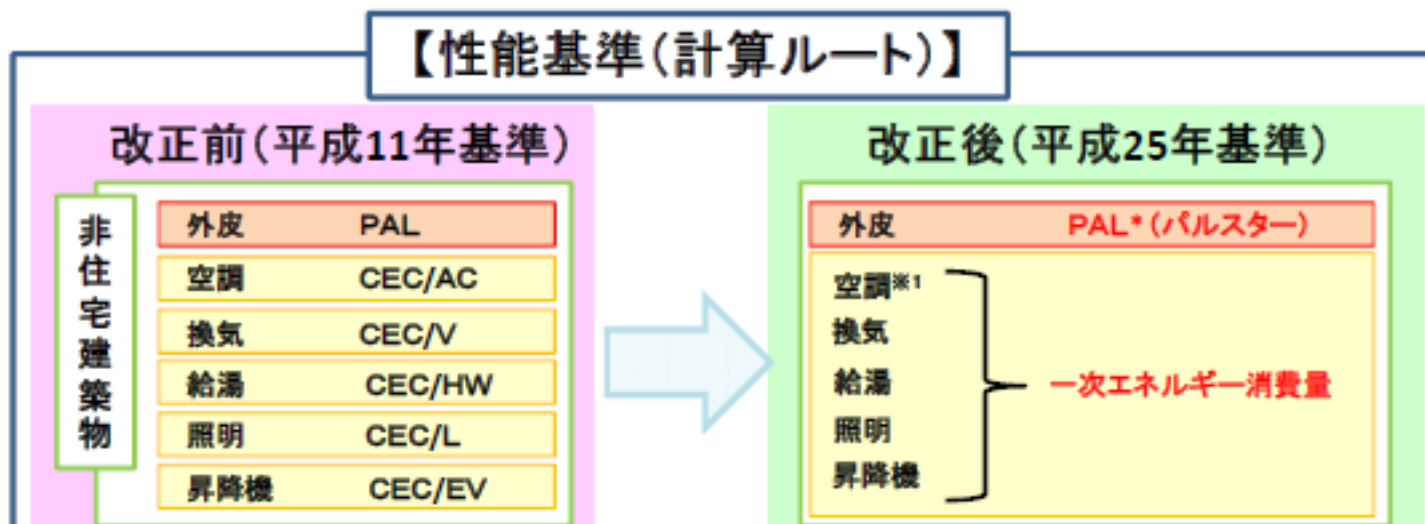 【性能基準(計算ルート)】
改正前(平成11年基準)
非住宅建築物
外皮 PAL
空調 CEC/AC
換気 CEC/V
給湯 CEC/HW
照明 CEC/L
昇降機 CEC/EV
改正後(平成25年基準)
外皮 PAL*(パルスター)
空調※1
換気
給湯
照明
昇降機
一次エネルギー消費量